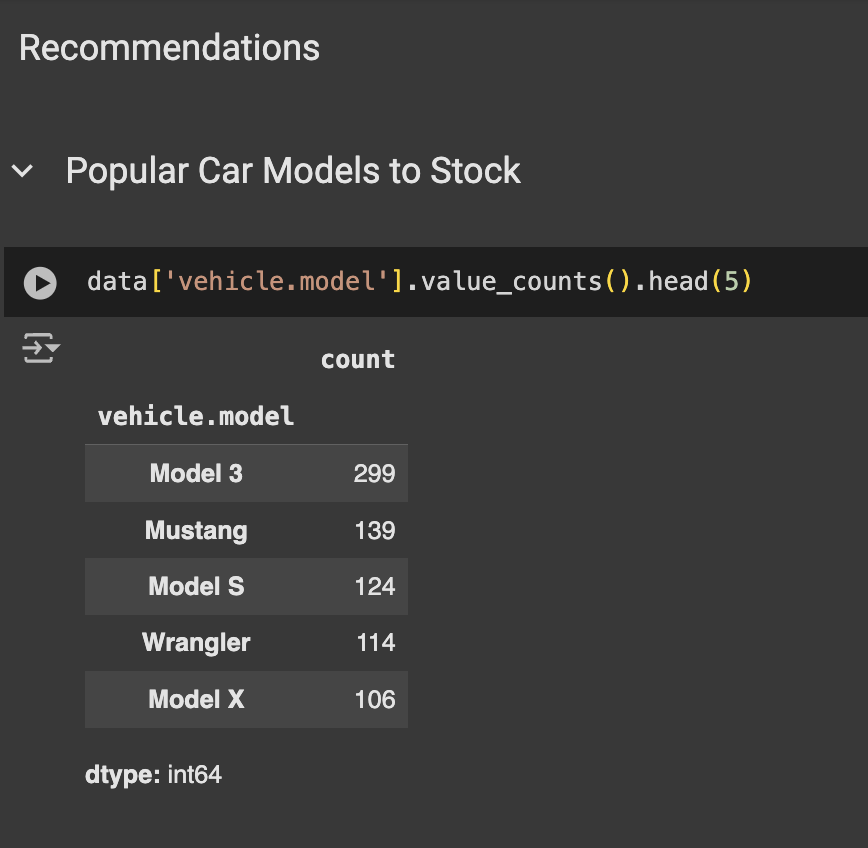 Recommendations
Popular Car Models to Stock
data['vehicle.model'].value_counts().head(5)
count
vehicle.model
Model 3 299
Mustang 139
Model S 124
Wrangler 114
Model X 106
dtype: int64